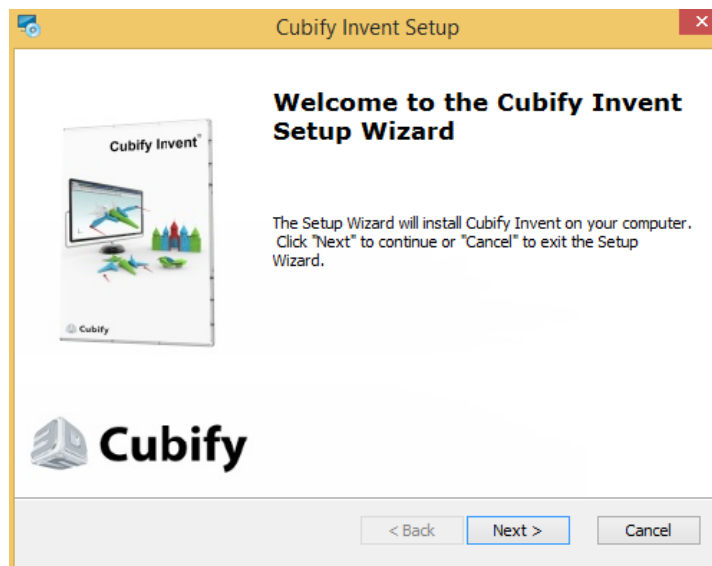 Cubify Invent Setup
Welcome to the Cubify Invent
Setup Wizard
Cubify Invent®
The Setup Wizard will install Cubify Invent on your computer.
Click "Next" to continue or "Cancel" to exit the Setup
Wizard.
Cubify
Cubify
< Back
Next >
Cancel